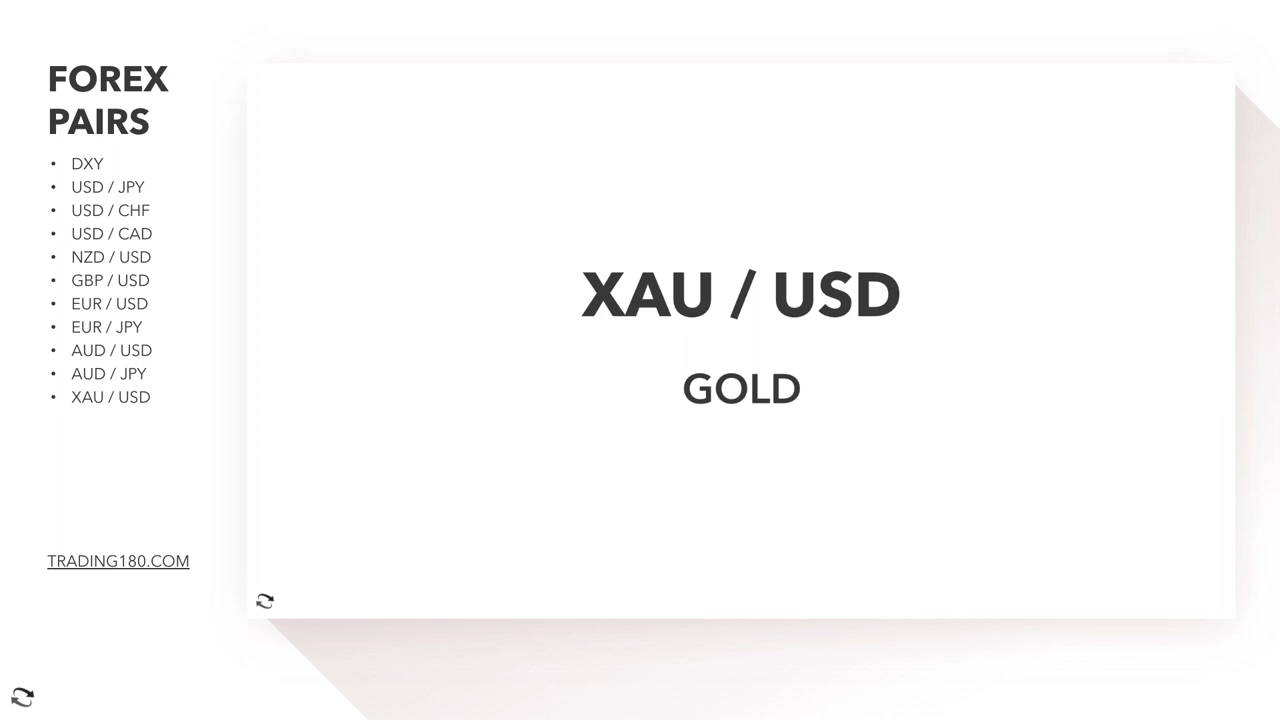 FOREX
PAIRS
• DXY
• USD / JPY
• USD / CHF
• USD / CAD
• NZD / USD
• GBP / USD
• EUR / USD
• EUR / JPY
• AUD / USD
• AUD / JPY
• XAU / USD
TRADING180.COM
XAU / USD
GOLD